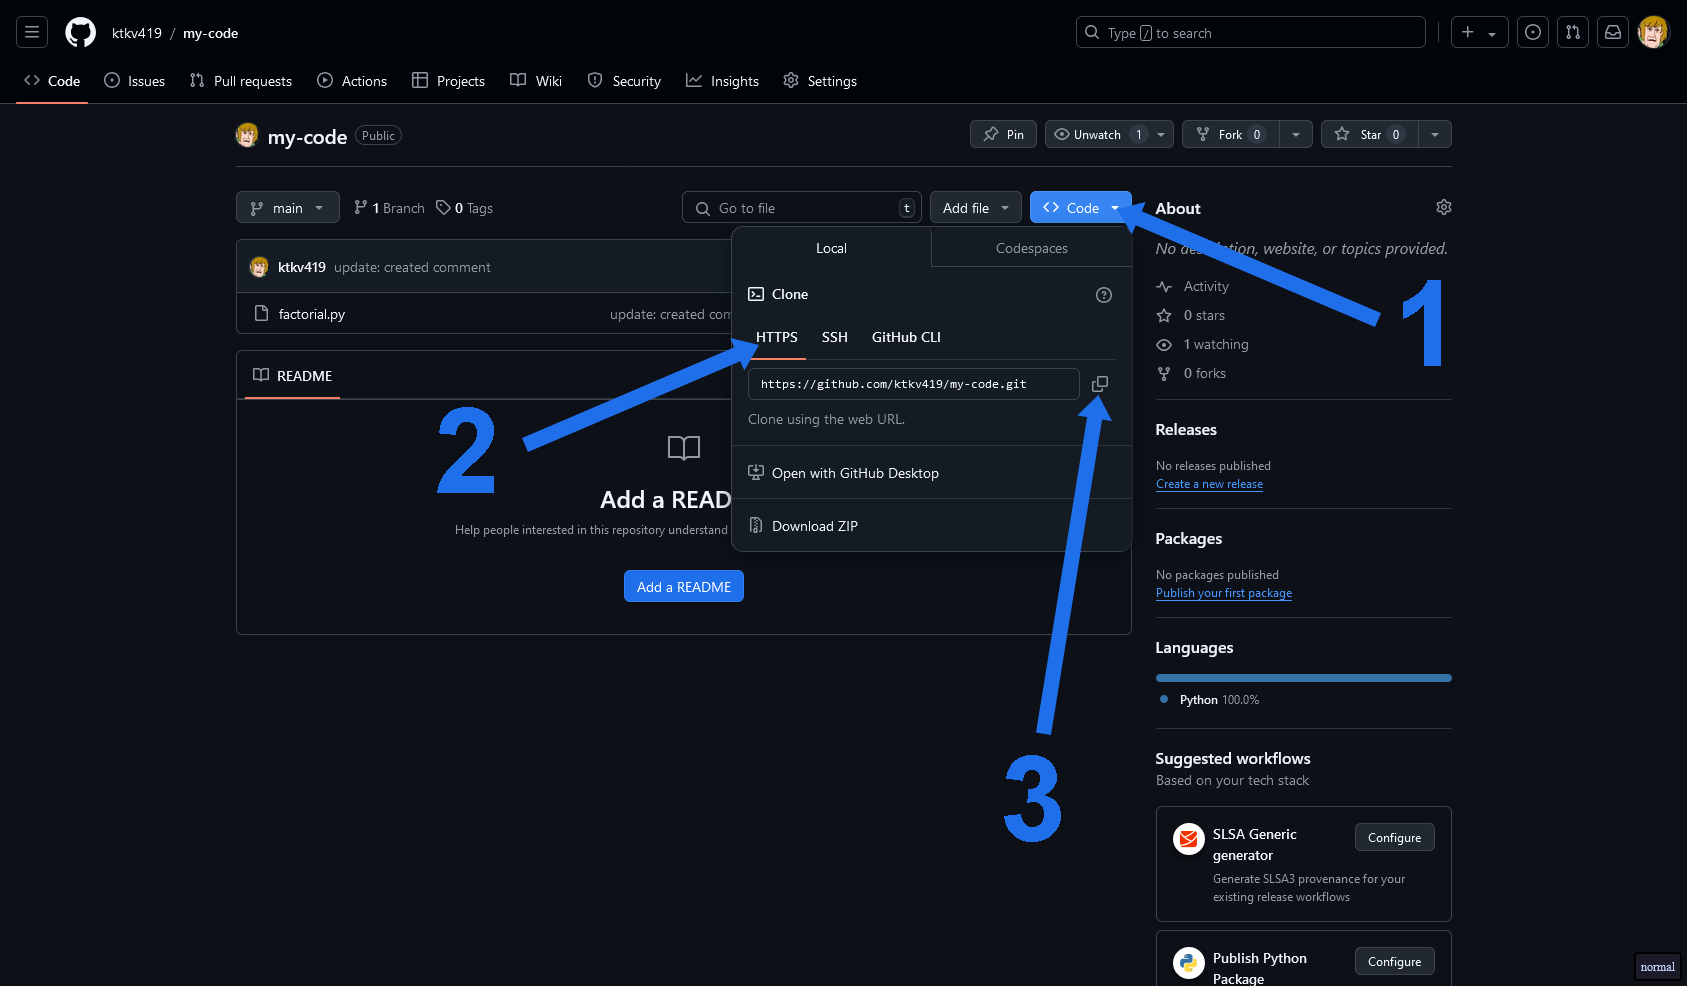 ktkv419 / my-code
Type / to search
Code Issues Pull requests Actions Projects Wiki Security Insights Settings
my-code Public
Pin Unwatch 1 Fork 0 Star 0
main 1 Branch 0 Tags
Go to file t Add file Code
Local Codespaces
ktkv419 update: created comment
factorial.py update: created com
README
Add a READ
Help people interested in this repository understand
Add a README
Clone
HTTPS SSH GitHub CLI
https://github.com/ktkv419/my-code.git
Clone using the web URL.
Open with GitHub Desktop
Download ZIP
1
2
3
About
No description, website, or topics provided.
Activity
0 stars
1 watching
0 forks
Releases
No releases published
Create a new release
Packages
No packages published
Publish your first package
Languages
Python 100.0%
Suggested workflows
Based on your tech stack
SLSA Generic
generator
Configure
Generate SLSA3 provenance for your
existing release workflows
Publish Python
Package
Configure
normal